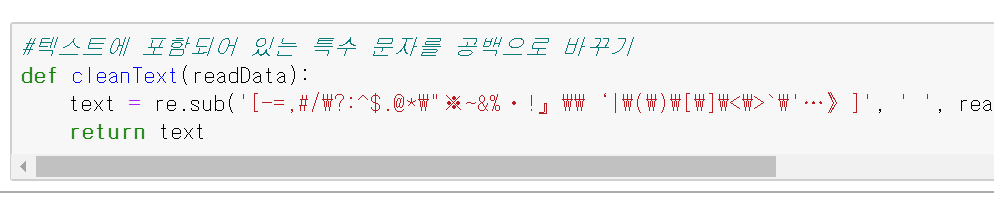 #텍스트에 포함되어 있는 특수 문자를 공백으로 바꾸기
def cleanText(readData):
    text = re.sub('[-=,#/₩?:^$.@*₩"※~&%ㆍ!』₩₩‘|₩(₩)₩[₩]₩<₩>`₩'…》]', ' ', rea
    return text